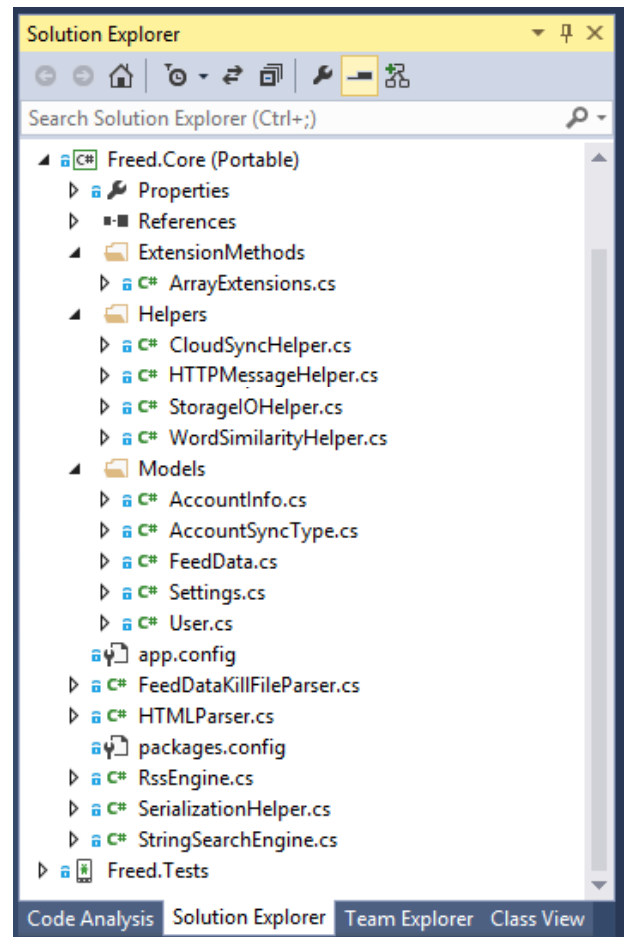 Solution Explorer
Search Solution Explorer (Ctrl+;)
C# Freed.Core (Portable)
Properties
References
ExtensionMethods
C# ArrayExtensions.cs
Helpers
C# CloudSyncHelper.cs
C# HTTPMessageHelper.cs
C# StorageIOHelper.cs
C# WordSimilarityHelper.cs
Models
C# AccountInfo.cs
C# AccountSyncType.cs
C# FeedData.cs
C# Settings.cs
C# User.cs
app.config
C# FeedDataKillFileParser.cs
C# HTMLParser.cs
packages.config
C# RssEngine.cs
C# SerializationHelper.cs
C# StringSearchEngine.cs
Freed.Tests
Code Analysis Solution Explorer Team Explorer Class View